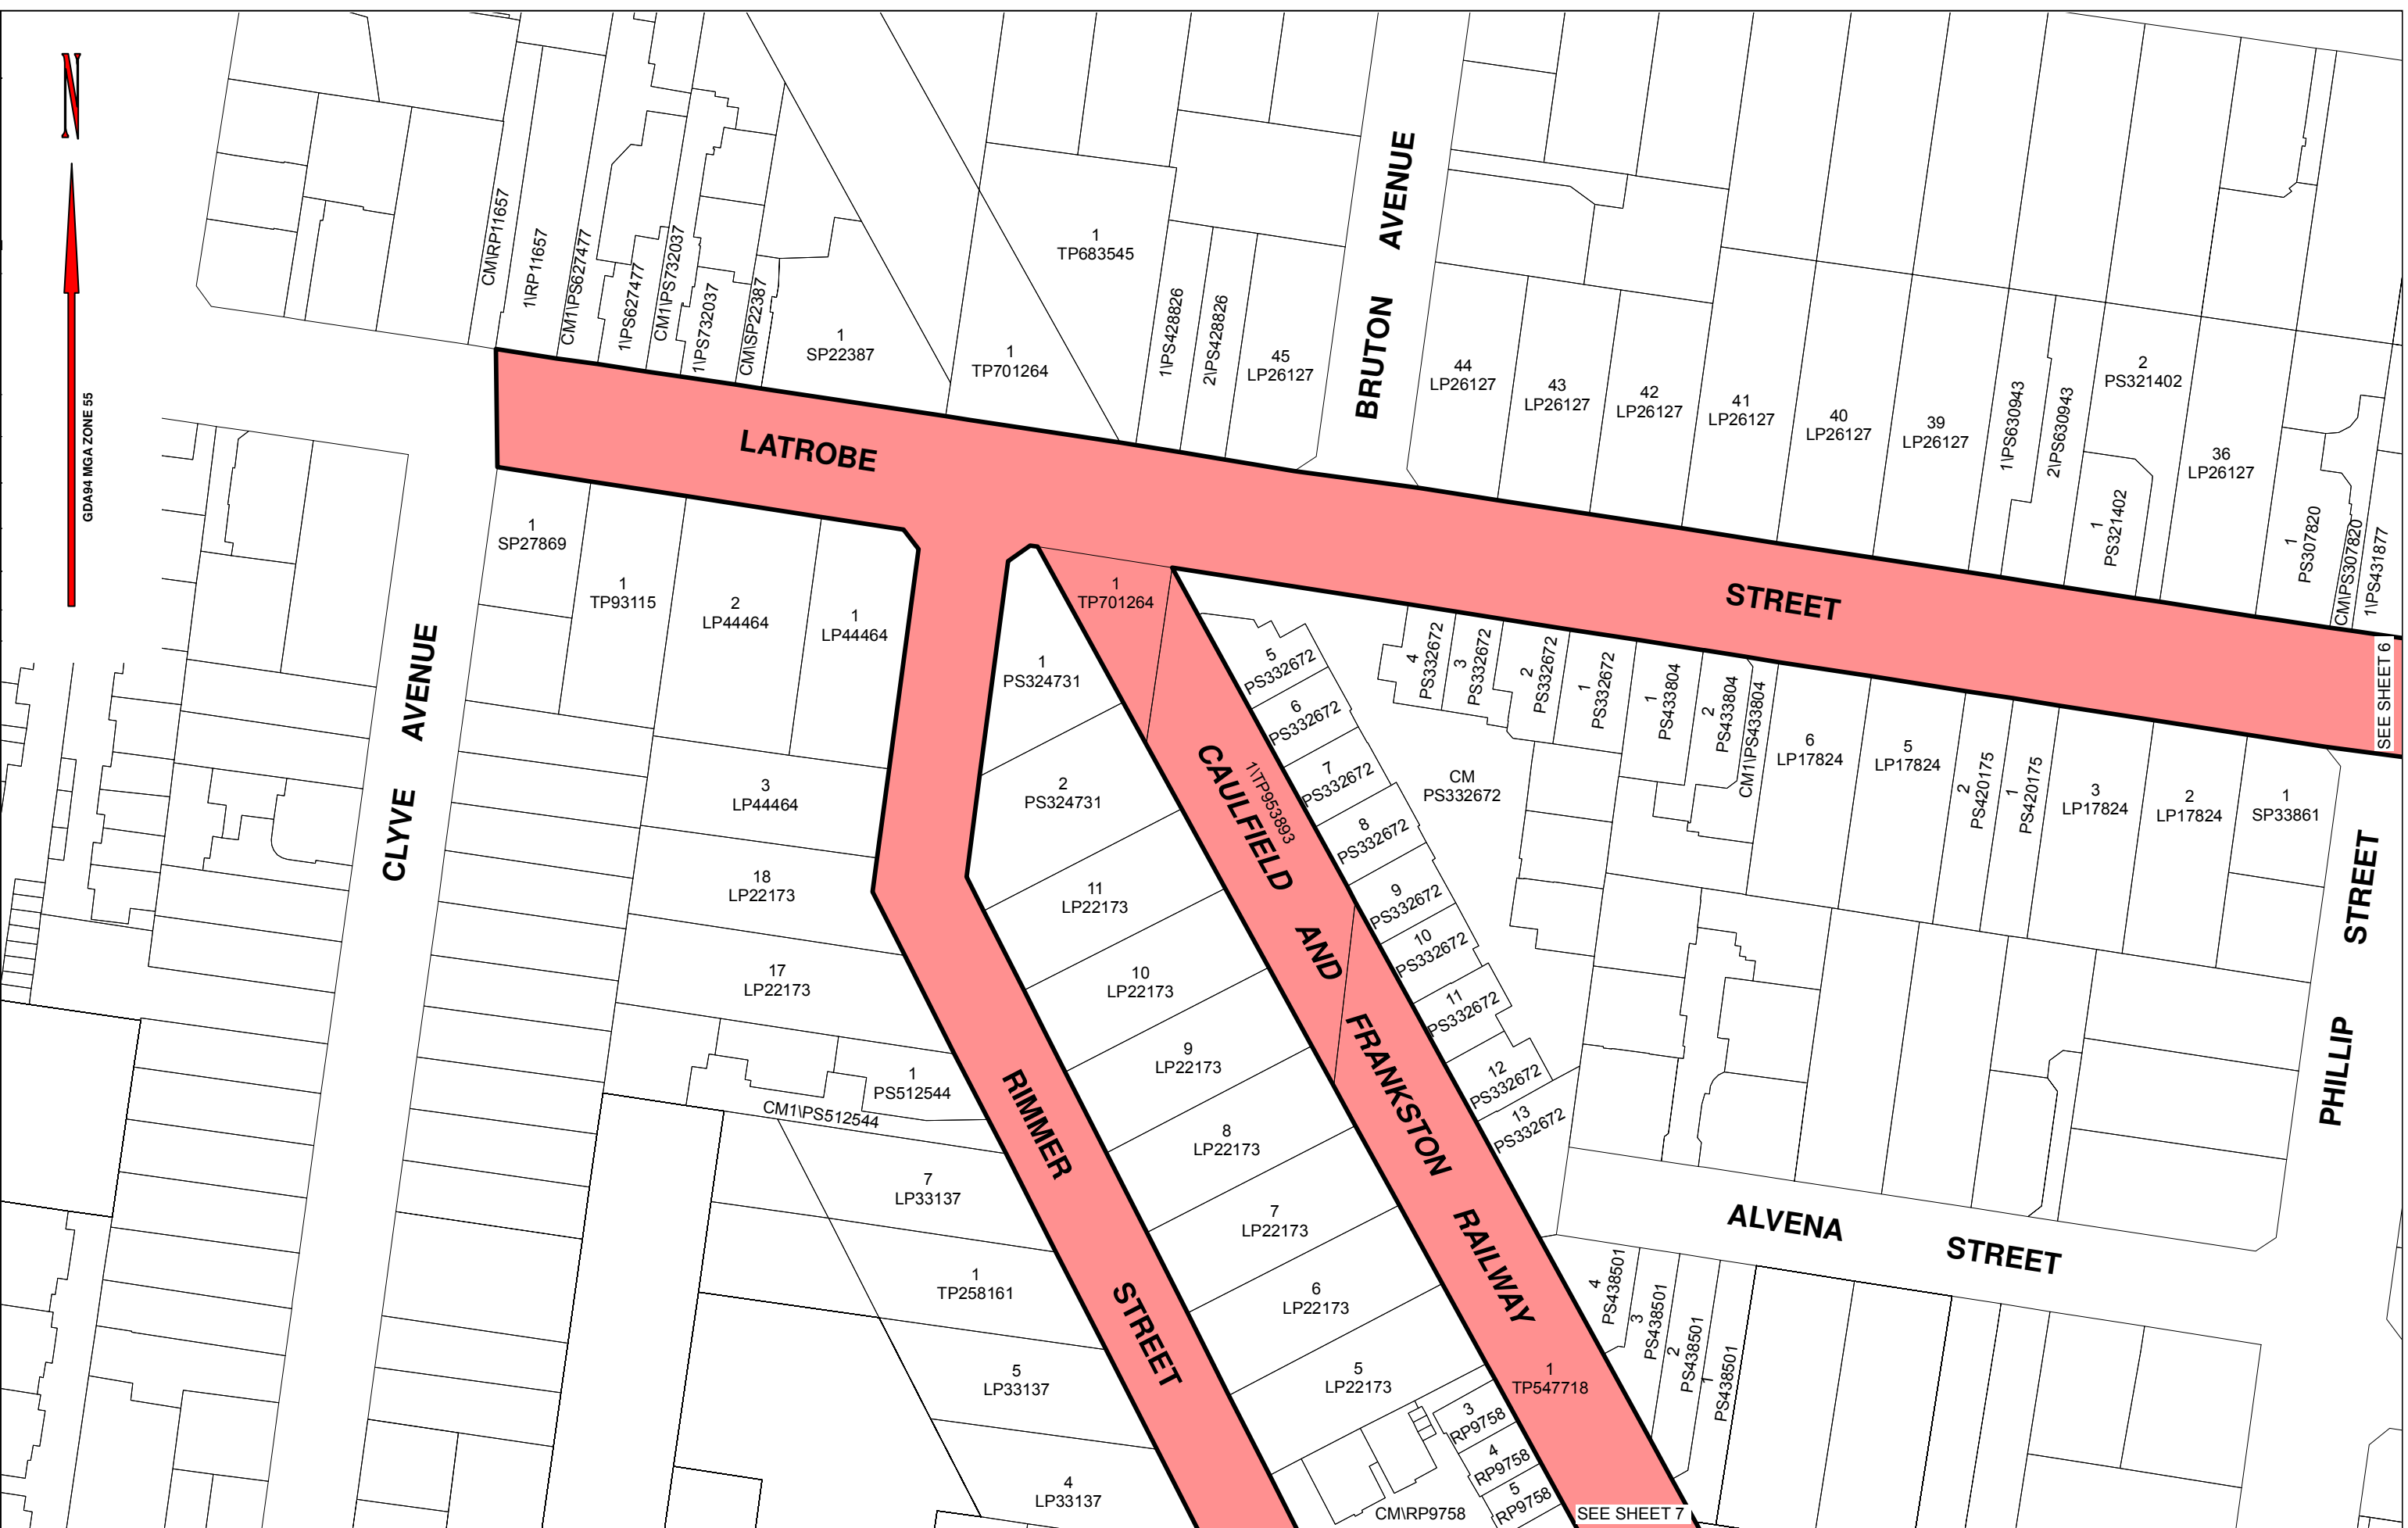 N
GDA94 MGA ZONE 55
CM\RP11657
1\RP11657
CM1\PS627477
1\PS627477
CM1\PS732037
1\PS732037
CM\SP22387
1
SP22387
1
TP683545
1
TP701264
1\PS428826
2\PS428826
45
LP26127
BRUTON AVENUE
44
LP26127
43
LP26127
42
LP26127
41
LP26127
40
LP26127
39
LP26127
1\PS630943
2\PS630943
2
PS321402
1
PS321402
36
LP26127
1
PS307820
CM\PS307820
1\PS431877
LATROBE STREET
SEE SHEET 6
CLYVE AVENUE
1
SP27869
1
TP93115
2
LP44464
1
LP44464
3
LP44464
18
LP22173
17
LP22173
1
PS512544
CM1\PS512544
7
LP33137
1
TP258161
5
LP33137
4
LP33137
RIMMER STREET
1
PS324731
2
PS324731
11
LP22173
10
LP22173
9
LP22173
8
LP22173
7
LP22173
6
LP22173
5
LP22173
3
RP9758
4
RP9758
5
RP9758
CM\RP9758
1
TP701264
1\TP953893
CAULFIELD AND FRANKSTON RAILWAY
1
TP547718
SEE SHEET 7
5
PS332672
6
PS332672
7
PS332672
8
PS332672
9
PS332672
10
PS332672
11
PS332672
12
PS332672
13
PS332672
CM
PS332672
4
PS332672
3
PS332672
2
PS332672
1
PS332672
1
PS433804
2
PS433804
CM1\PS433804
6
LP17824
5
LP17824
2
PS420175
1
PS420175
3
LP17824
2
LP17824
1
SP33861
PHILLIP STREET
ALVENA STREET
4
PS438501
3
PS438501
2
PS438501
1
PS438501